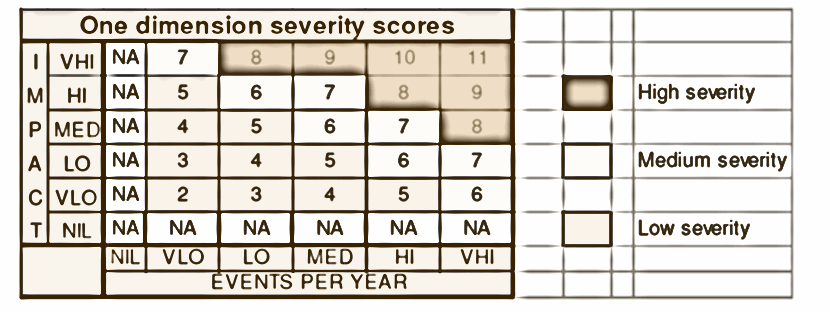 One dimension severity scores
I VHI NA 7 8 9 10 11
M HI NA 5 6 7 8 9 High severity
P MED NA 4 5 6 7 8
A LO NA 3 4 5 6 7 Medium severity
C VLO NA 2 3 4 5 6
T NIL NA NA NA NA NA NA Low severity
NIL VLO LO MED HI VHI
EVENTS PER YEAR